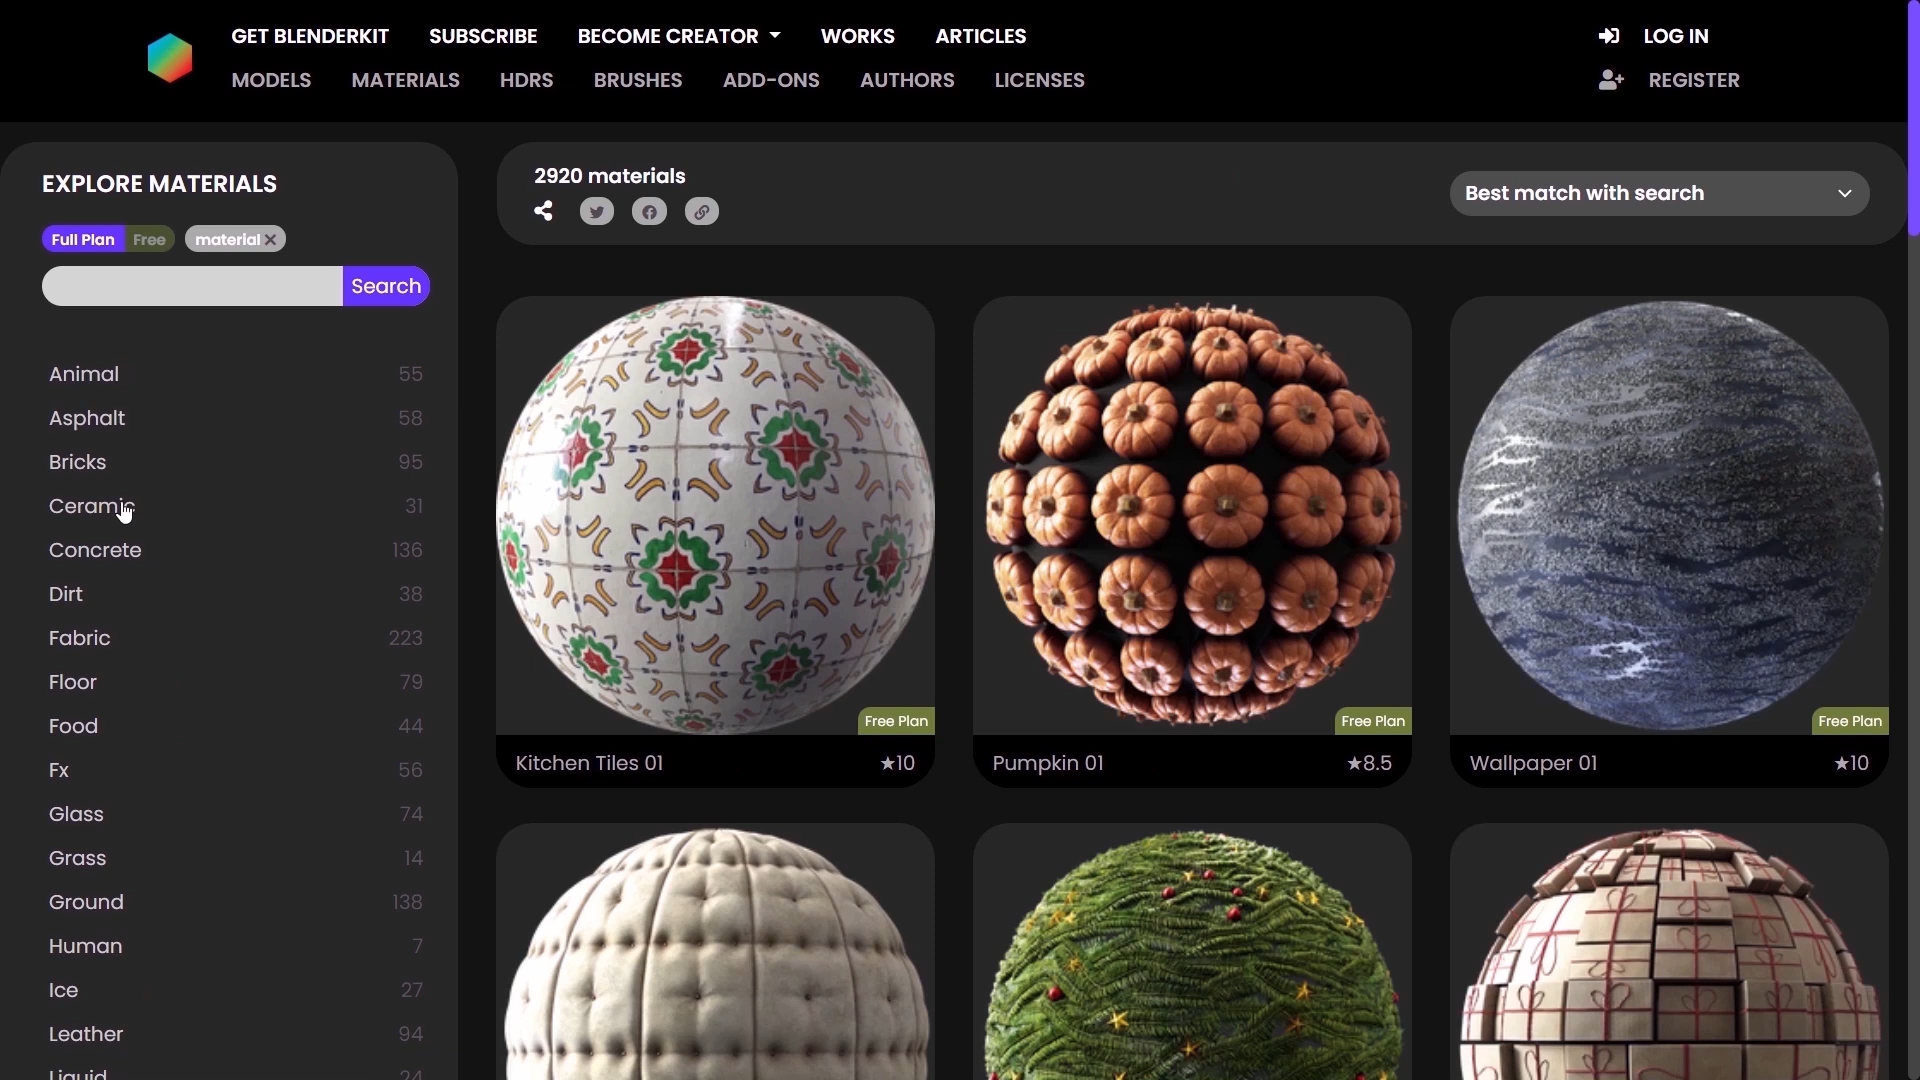 GET BLENDERKIT SUBSCRIBE BECOME CREATOR WORKS ARTICLES LOG IN
MODELS MATERIALS HDRS BRUSHES ADD-ONS AUTHORS LICENSES REGISTER
EXPLORE MATERIALS
Full Plan Free material
Search
2920 materials
Best match with search
Animal 55
Asphalt 58
Bricks 95
Ceramic 31
Concrete 136
Dirt 38
Fabric 223
Floor 79
Food 44
Fx 56
Glass 74
Grass 14
Ground 138
Human 7
Ice 27
Leather 94
Liquid 24
Free Plan
Kitchen Tiles 01 ★10
Free Plan
Pumpkin 01 ★8.5
Free Plan
Wallpaper 01 ★10